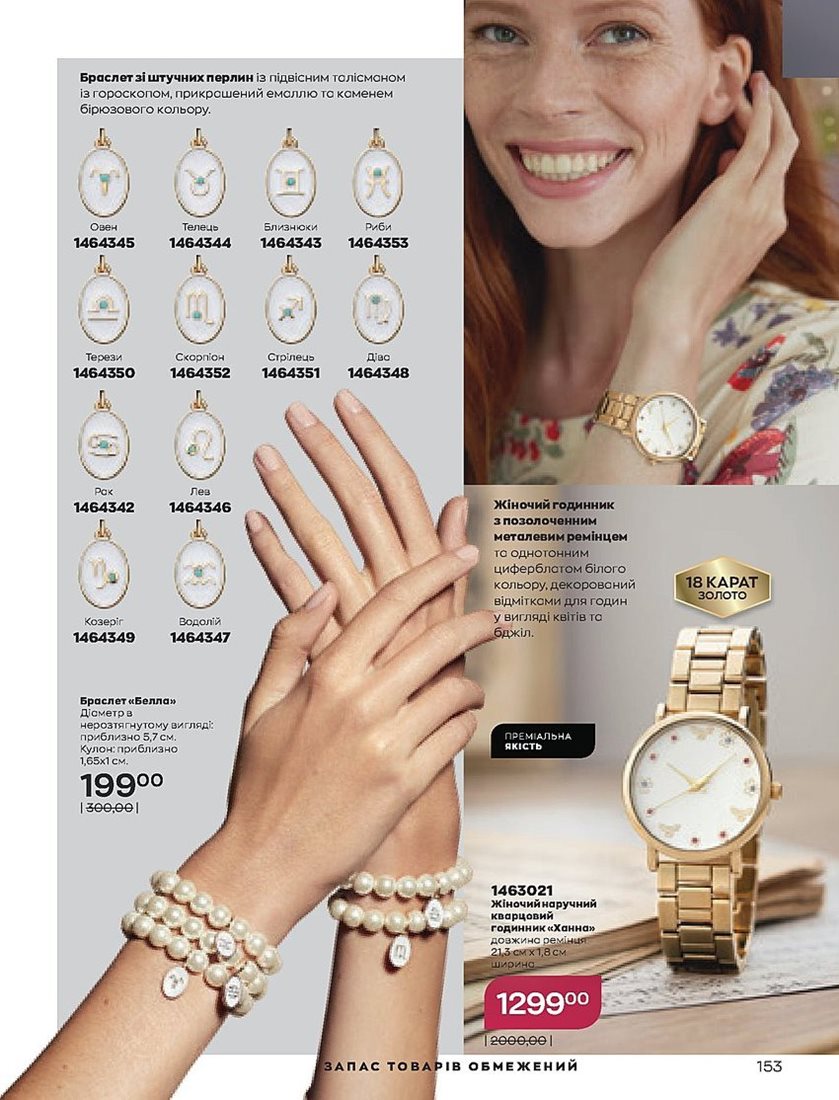 Браслет зі штучних перлин із підвісним талісманом
із гороскопом, прикрашений емаллю та каменем
бірюзового кольору.
Овен
1464345
Телець
1464344
Близнюки
1464343
Риби
1464353
Терези
1464350
Скорпіон
1464352
Стрілець
1464351
Діва
1464348
Рак
1464342
Лев
1464346
Козеріг
1464349
Водолій
1464347
Браслет «Белла»
Діаметр в
нерозтягнутому вигляді:
приблизно 5,7 см.
Кулон: приблизно
1,65х1 см.
19900
|300,00|
Жіночий годинник
з позолоченним
металевим ремінцем
та однотонним
циферблатом білого
кольору, декорований
відмітками для годин
у вигляді квітів та
бджіл.
18 КАРАТ
ЗОЛОТО
ПРЕМІАЛЬНА
ЯКІСТЬ
1463021
Жіночий наручний
кварцовий
годинник «Ханна»
довжина ремінця
21,3 см х 1,8 см
ширина
129900
|2000,00|
ЗАПАС ТОВАРІВ ОБМЕЖЕНИЙ
153